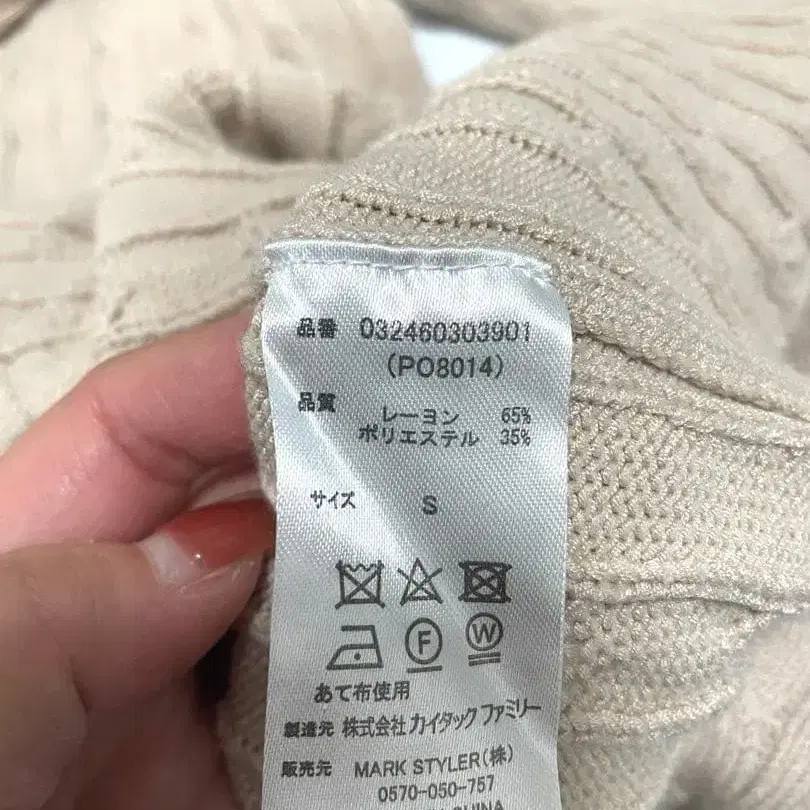 品番 032460303901
(PO8014)
品質 レーヨン 65%
ポリエステル 35%
サイズ S
F W
あて布使用
製造元 株式会社カイタックファミリー
販売元 MARK STYLER(株)
0570-050-757
CHINA